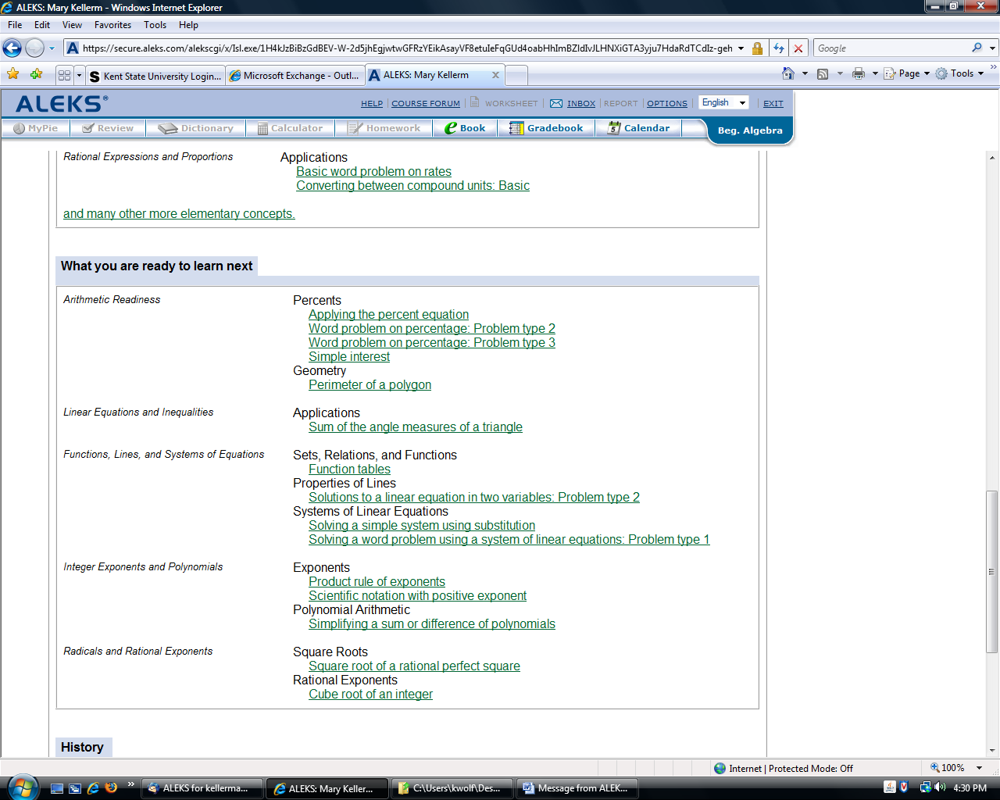 ALEKS: Mary Kellerm - Windows Internet Explorer
File Edit View Favorites Tools Help
https://secure.aleks.com/alekscgi/x/Isl.exe/
Google
Kent State University Login... Microsoft Exchange - Outl... ALEKS: Mary Kellerm Page Tools »
ALEKS® HELP | COURSE FORUM | WORKSHEET | INBOX | REPORT | OPTIONS English | EXIT
MyPie Review Dictionary Calculator Homework eBook Gradebook Calendar Beg. Algebra
Rational Expressions and Proportions Applications
Basic word problem on rates
Converting between compound units: Basic
and many other more elementary concepts.
What you are ready to learn next
Arithmetic Readiness Percents
Applying the percent equation
Word problem on percentage: Problem type 2
Word problem on percentage: Problem type 3
Simple interest
Geometry
Perimeter of a polygon
Linear Equations and Inequalities Applications
Sum of the angle measures of a triangle
Functions, Lines, and Systems of Equations Sets, Relations, and Functions
Function tables
Properties of Lines
Solutions to a linear equation in two variables: Problem type 2
Systems of Linear Equations
Solving a simple system using substitution
Solving a word problem using a system of linear equations: Problem type 1
Integer Exponents and Polynomials Exponents
Product rule of exponents
Scientific notation with positive exponent
Polynomial Arithmetic
Simplifying a sum or difference of polynomials
Radicals and Rational Exponents Square Roots
Square root of a rational perfect square
Rational Exponents
Cube root of an integer
History
Internet | Protected Mode: Off 100%
» ALEKS for kellerma... ALEKS: Mary Keller... C:\Users\kwolf\Des... Message from ALEK... 4:30 PM